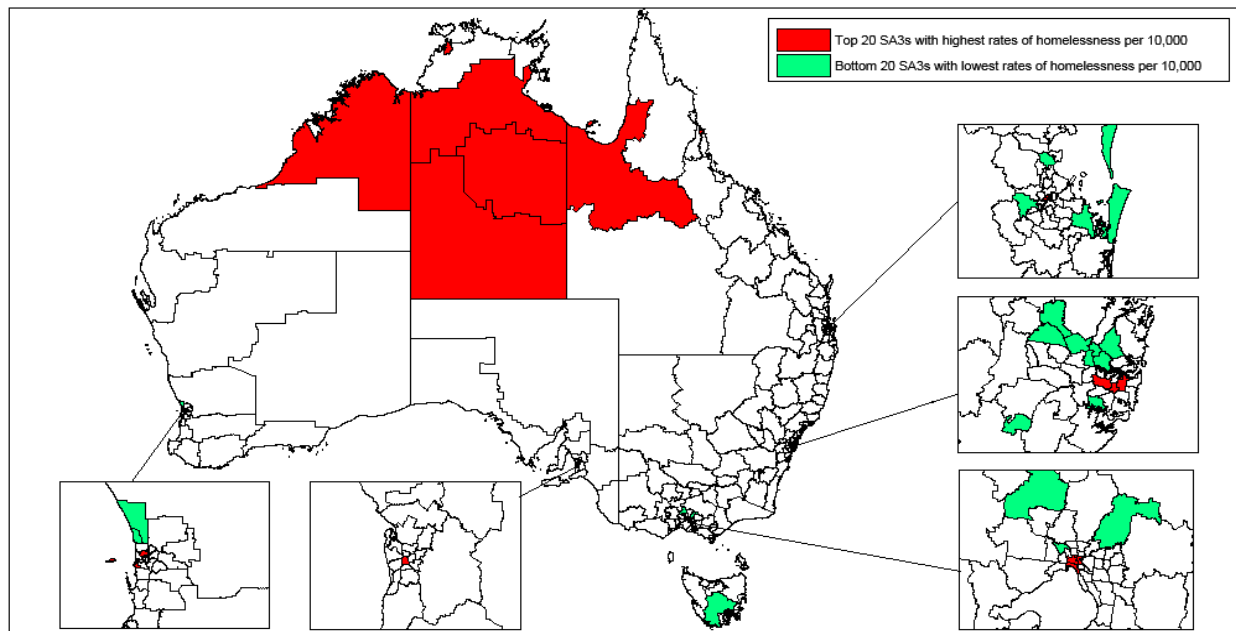 Top 20 SA3s with highest rates of homelessness per 10,000
Bottom 20 SA3s with lowest rates of homelessness per 10,000